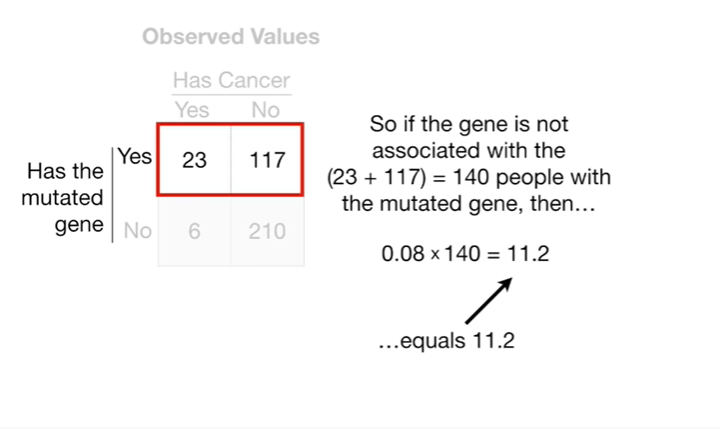 Observed Values
Has Cancer
Yes No
Has the
mutated
gene
Yes 23 117
No 6 210
So if the gene is not
associated with the
(23 + 117) = 140 people with
the mutated gene, then…
0.08 × 140 = 11.2
…equals 11.2